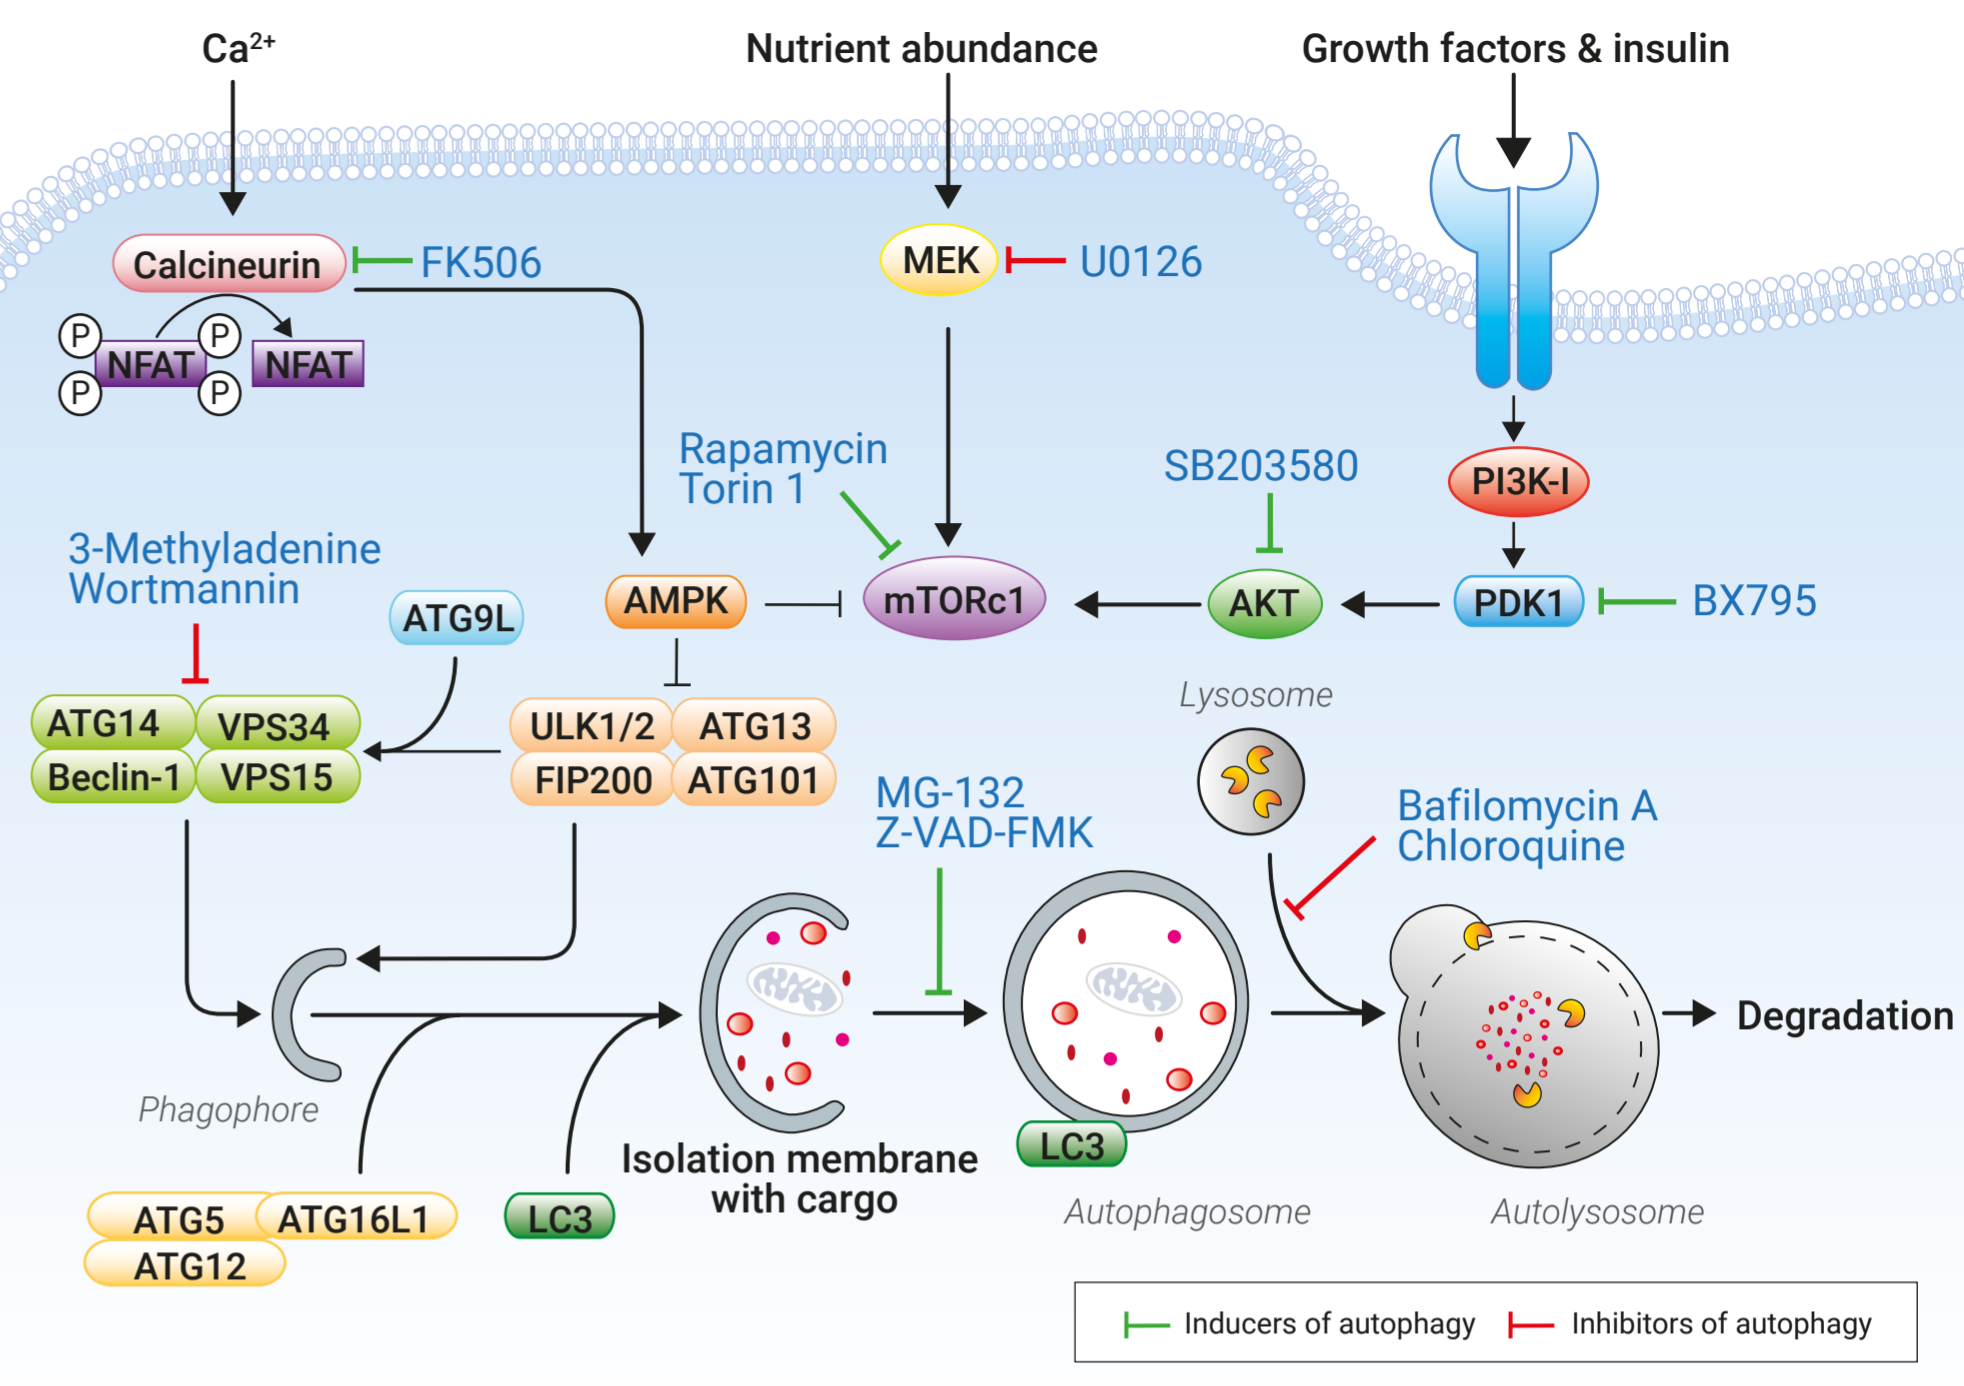 Ca2+
Nutrient abundance
Growth factors & insulin
Calcineurin
FK506
MEK
U0126
P
P
NFAT
NFAT
P
P
Rapamycin
Torin 1
SB203580
PI3K-I
3-Methyladenine
Wortmannin
ATG9L
AMPK
mTORc1
AKT
PDK1
BX795
ATG14
VPS34
Beclin-1
VPS15
ULK1/2
ATG13
FIP200
ATG101
Lysosome
MG-132
Z-VAD-FMK
Bafilomycin A
Chloroquine
Degradation
Phagophore
Isolation membrane
with cargo
LC3
Autophagosome
Autolysosome
ATG5
ATG16L1
ATG12
LC3
Inducers of autophagy
Inhibitors of autophagy